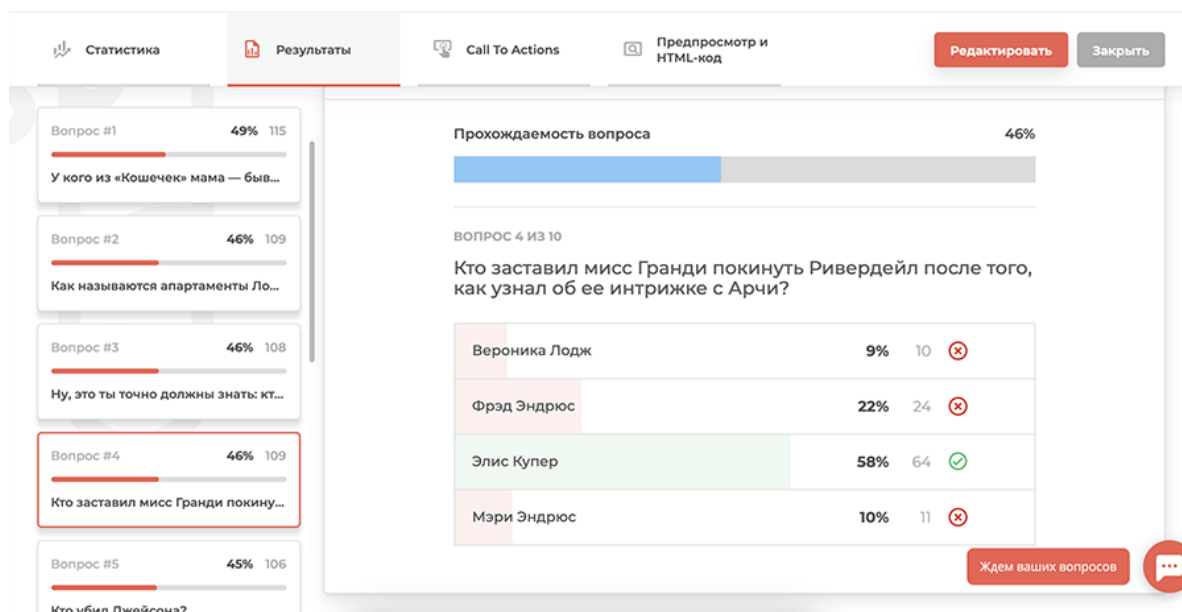 Статистика
Результаты
Call To Actions
Предпросмотр и
HTML-код
Редактировать
Закрыть
Вопрос #1 49% 115
У кого из «Кошечек» мама — быв...
Вопрос #2 46% 109
Как называются апартаменты Ло...
Вопрос #3 46% 108
Ну, это ты точно должны знать: кт...
Вопрос #4 46% 109
Кто заставил мисс Гранди покину...
Вопрос #5 45% 106
Кто убил Джейсона?
Прохождаемость вопроса 46%
ВОПРОС 4 ИЗ 10
Кто заставил мисс Гранди покинуть Ривердейл после того,
как узнал об ее интрижке с Арчи?
Вероника Лодж 9% 10
Фрэд Эндрюс 22% 24
Элис Купер 58% 64
Мэри Эндрюс 10% 11
Ждем ваших вопросов